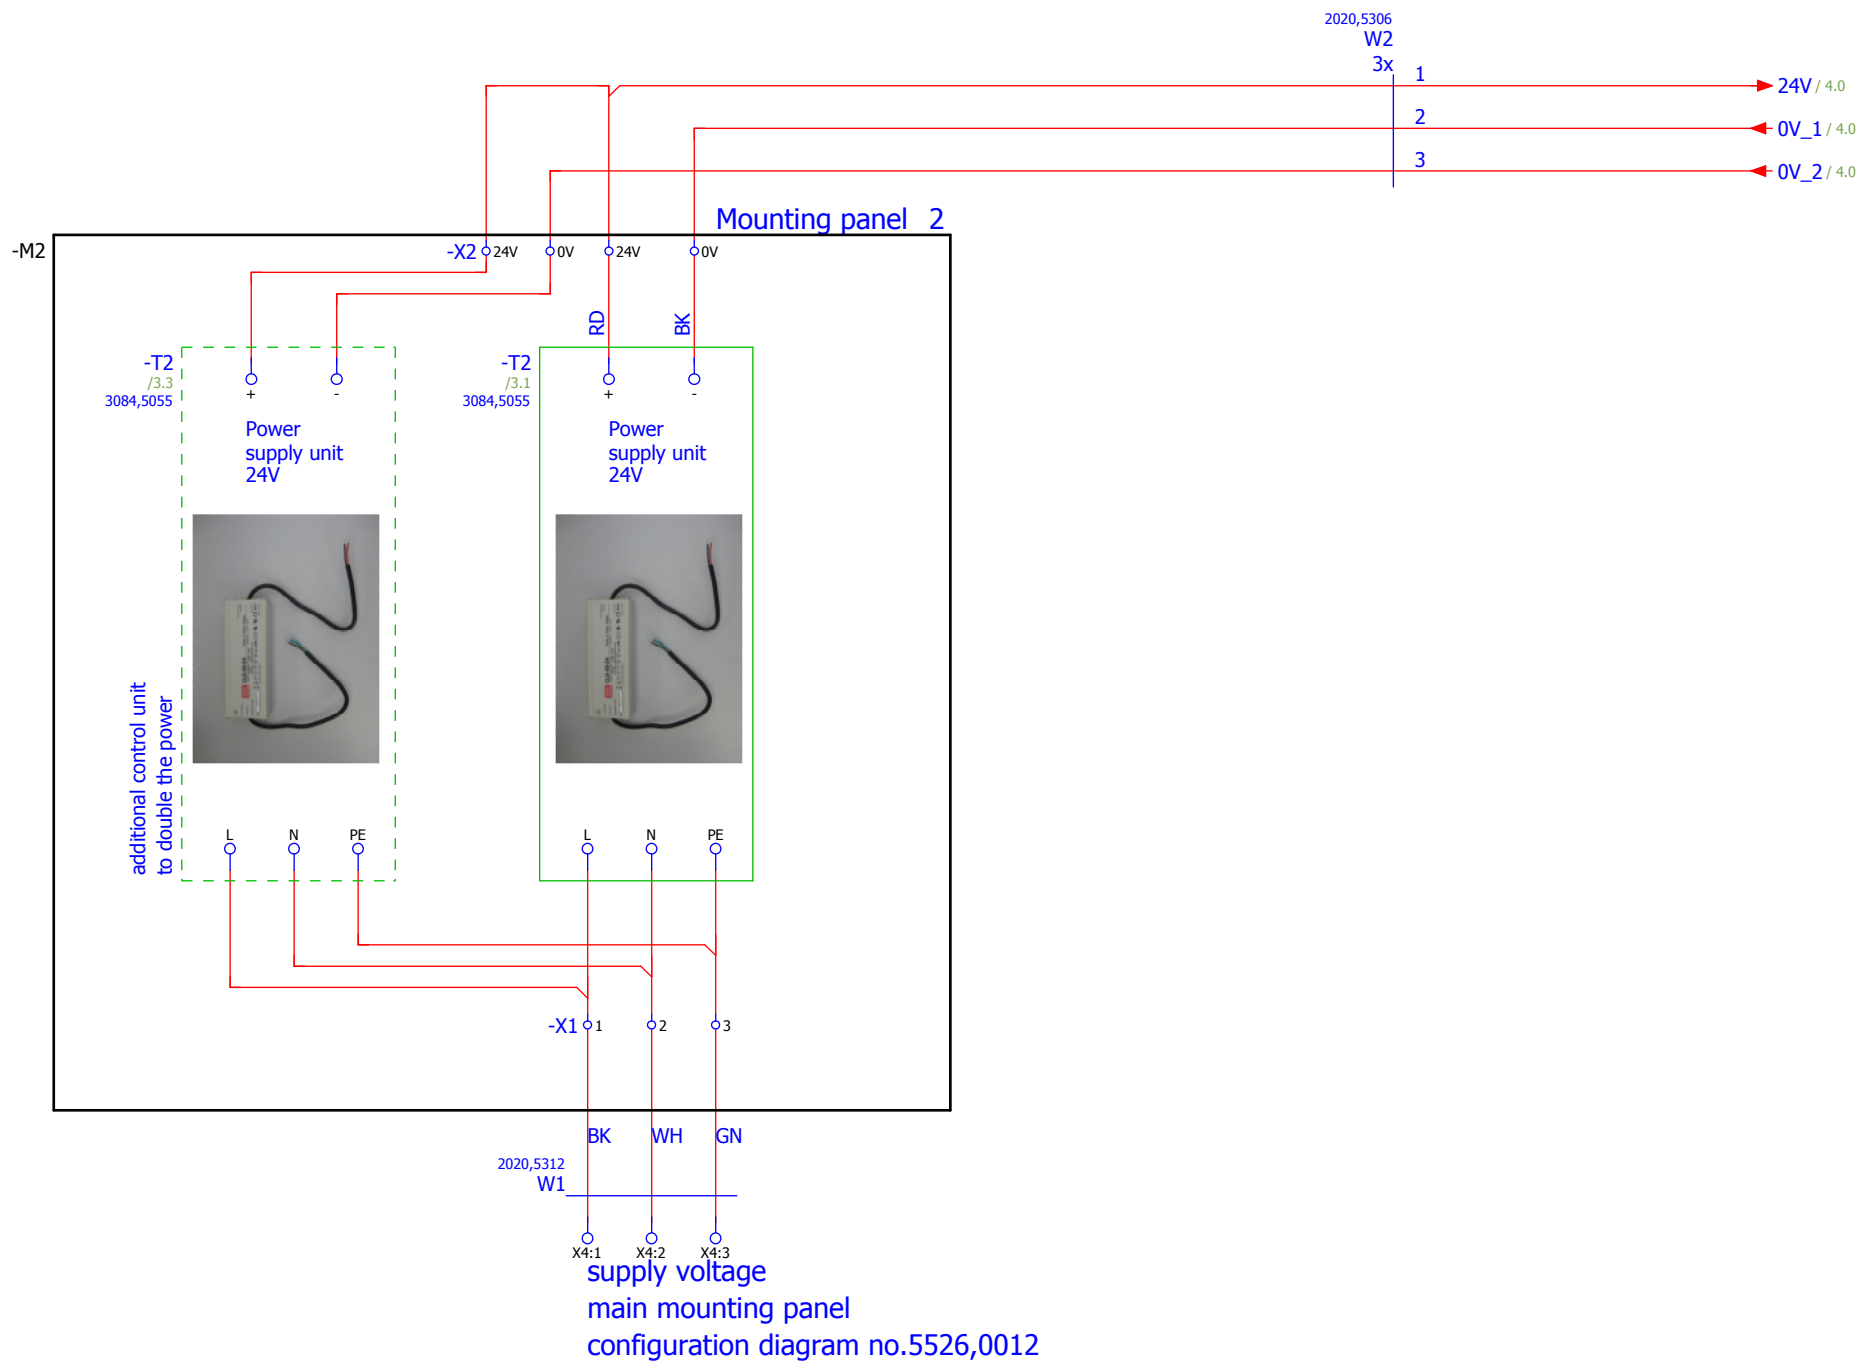 2020,5306
W2
3x
1
24V / 4.0
2
0V_1 / 4.0
3
0V_2 / 4.0
Mounting panel 2
-M2
-X2 24V 0V 24V 0V
RD BK
-T2
/3.3
3084,5055
+ -
Power
supply unit
24V
-T2
/3.1
3084,5055
+ -
Power
supply unit
24V
additional control unit
to double the power
L N PE
L N PE
-X1 1 2 3
BK WH GN
2020,5312
W1
X4:1 X4:2 X4:3
supply voltage
main mounting panel
configuration diagram no.5526,0012